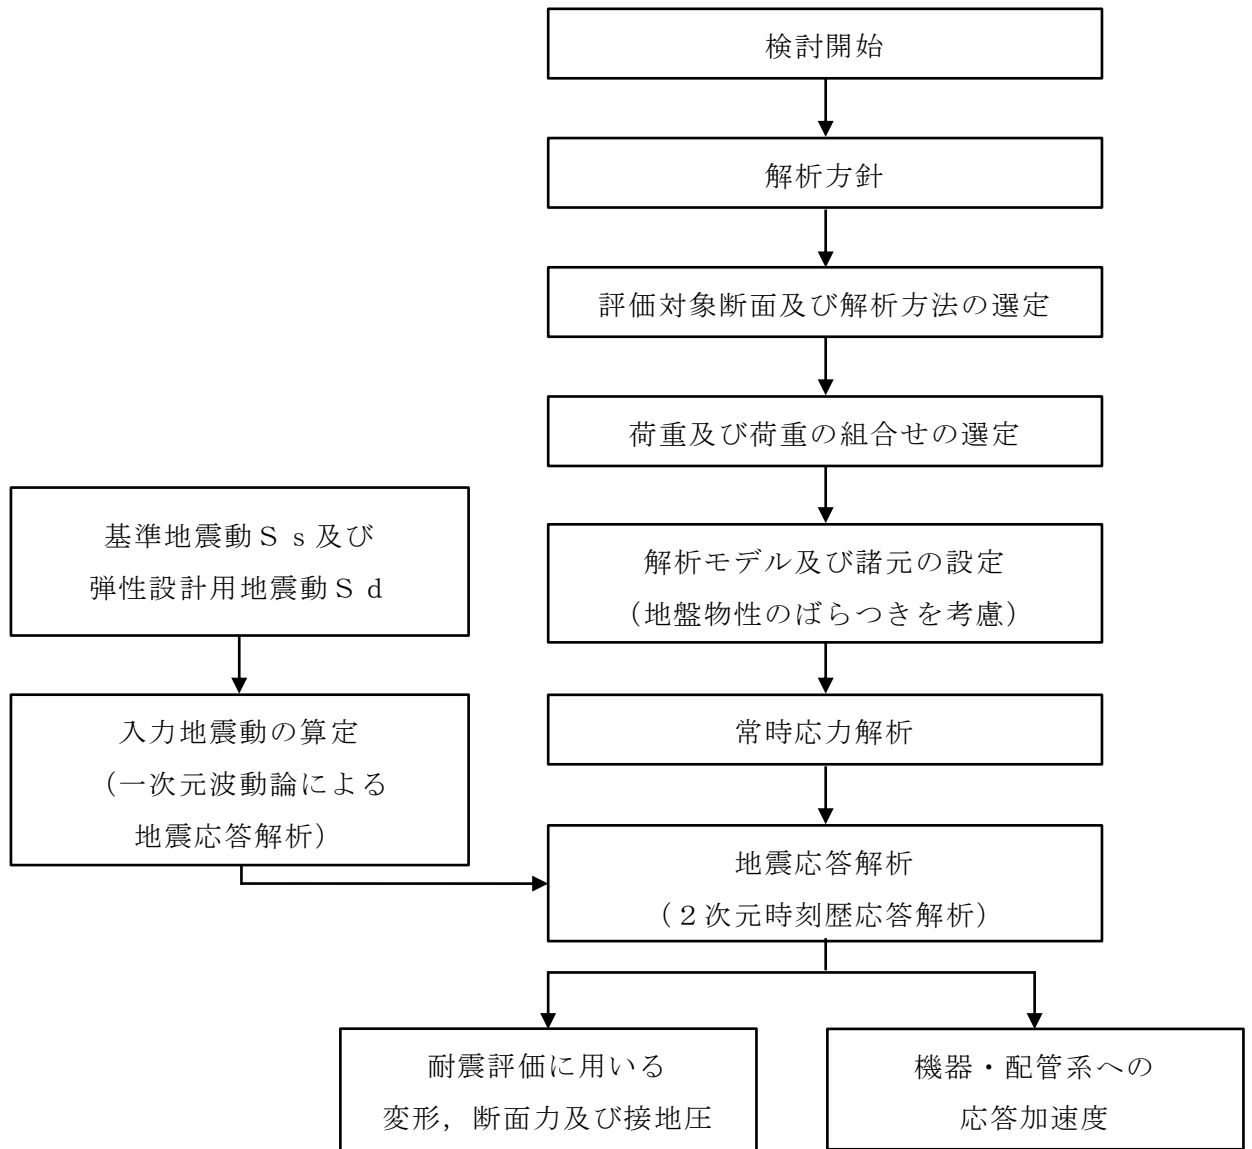 検討開始
解析方針
評価対象断面及び解析方法の選定
荷重及び荷重の組合せの選定
基準地震動Ｓｓ及び
弾性設計用地震動Ｓｄ
解析モデル及び諸元の設定
（地盤物性のばらつきを考慮）
入力地震動の算定
（一次元波動論による
地震応答解析）
常時応力解析
地震応答解析
（２次元時刻歴応答解析）
耐震評価に用いる
変形，断面力及び接地圧
機器・配管系への
応答加速度